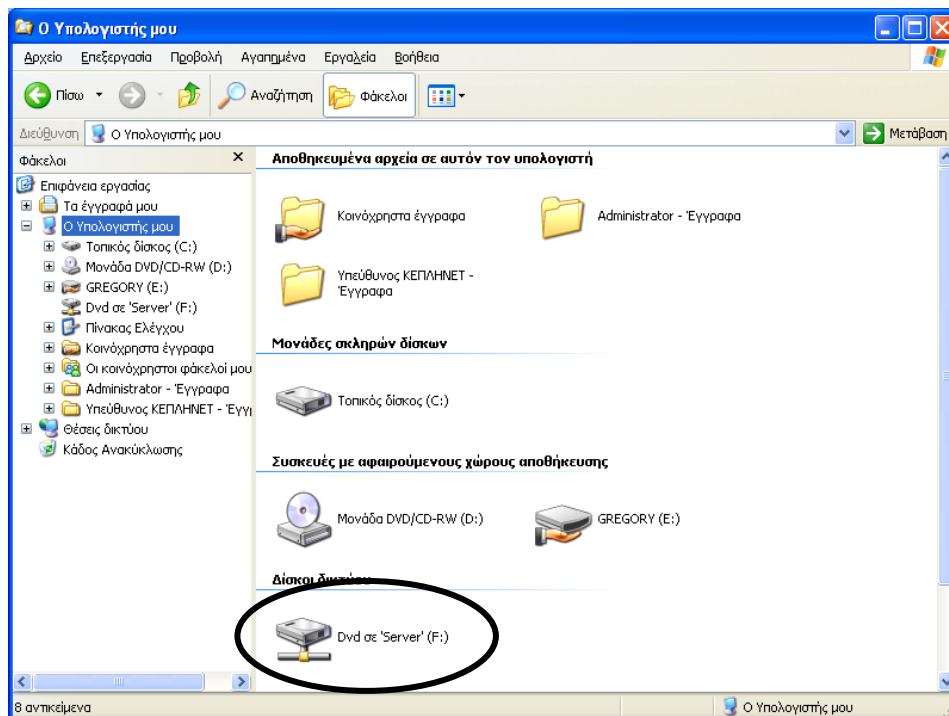 Ο Υπολογιστής μου
Αρχείο Επεξεργασία Προβολή Αγαπημένα Εργαλεία Βοήθεια
Πίσω Αναζήτηση Φάκελοι
Διεύθυνση Ο Υπολογιστής μου Μετάβαση
Φάκελοι
Επιφάνεια εργασίας
Τα έγγραφά μου
Ο Υπολογιστής μου
Τοπικός δίσκος (C:)
Μονάδα DVD/CD-RW (D:)
GREGORY (E:)
Dvd σε 'Server' (F:)
Πίνακας Ελέγχου
Κοινόχρηστα έγγραφα
Οι κοινόχρηστοι φάκελοί μου
Administrator - Έγγραφα
Υπεύθυνος ΚΕΠΛΗΝΕΤ - Έγγρ
Θέσεις δικτύου
Κάδος Ανακύκλωσης
Αποθηκευμένα αρχεία σε αυτόν τον υπολογιστή
Κοινόχρηστα έγγραφα
Administrator - Έγγραφα
Υπεύθυνος ΚΕΠΛΗΝΕΤ -
Έγγραφα
Μονάδες σκληρών δίσκων
Τοπικός δίσκος (C:)
Συσκευές με αφαιρούμενους χώρους αποθήκευσης
Μονάδα DVD/CD-RW (D:)
GREGORY (E:)
Δίσκοι δικτύου
Dvd σε 'Server' (F:)
8 αντικείμενα
Ο Υπολογιστής μου